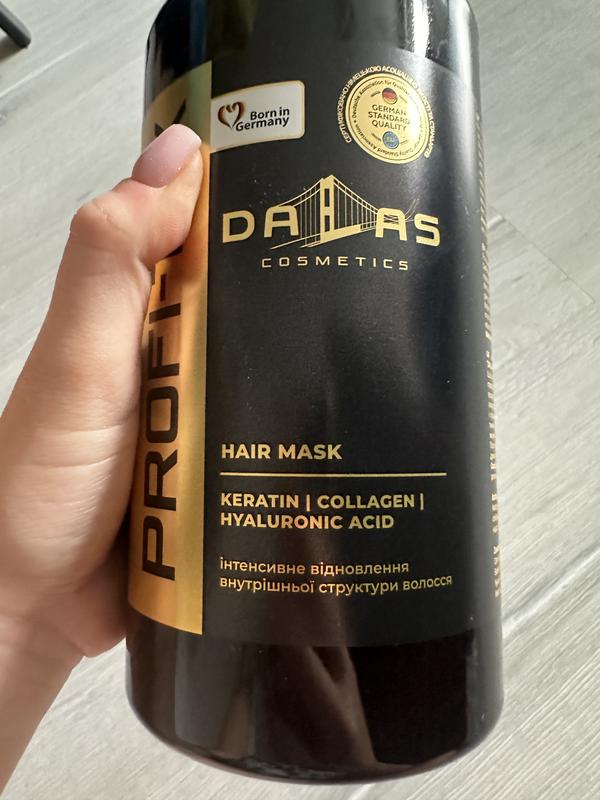 Born in
Germany
GERMAN
STANDARD
QUALITY
DALLAS
COSMETICS
PROFI-
HAIR MASK
KERATIN | COLLAGEN |
HYALURONIC ACID
інтенсивне відновлення
внутрішньої структури волосся